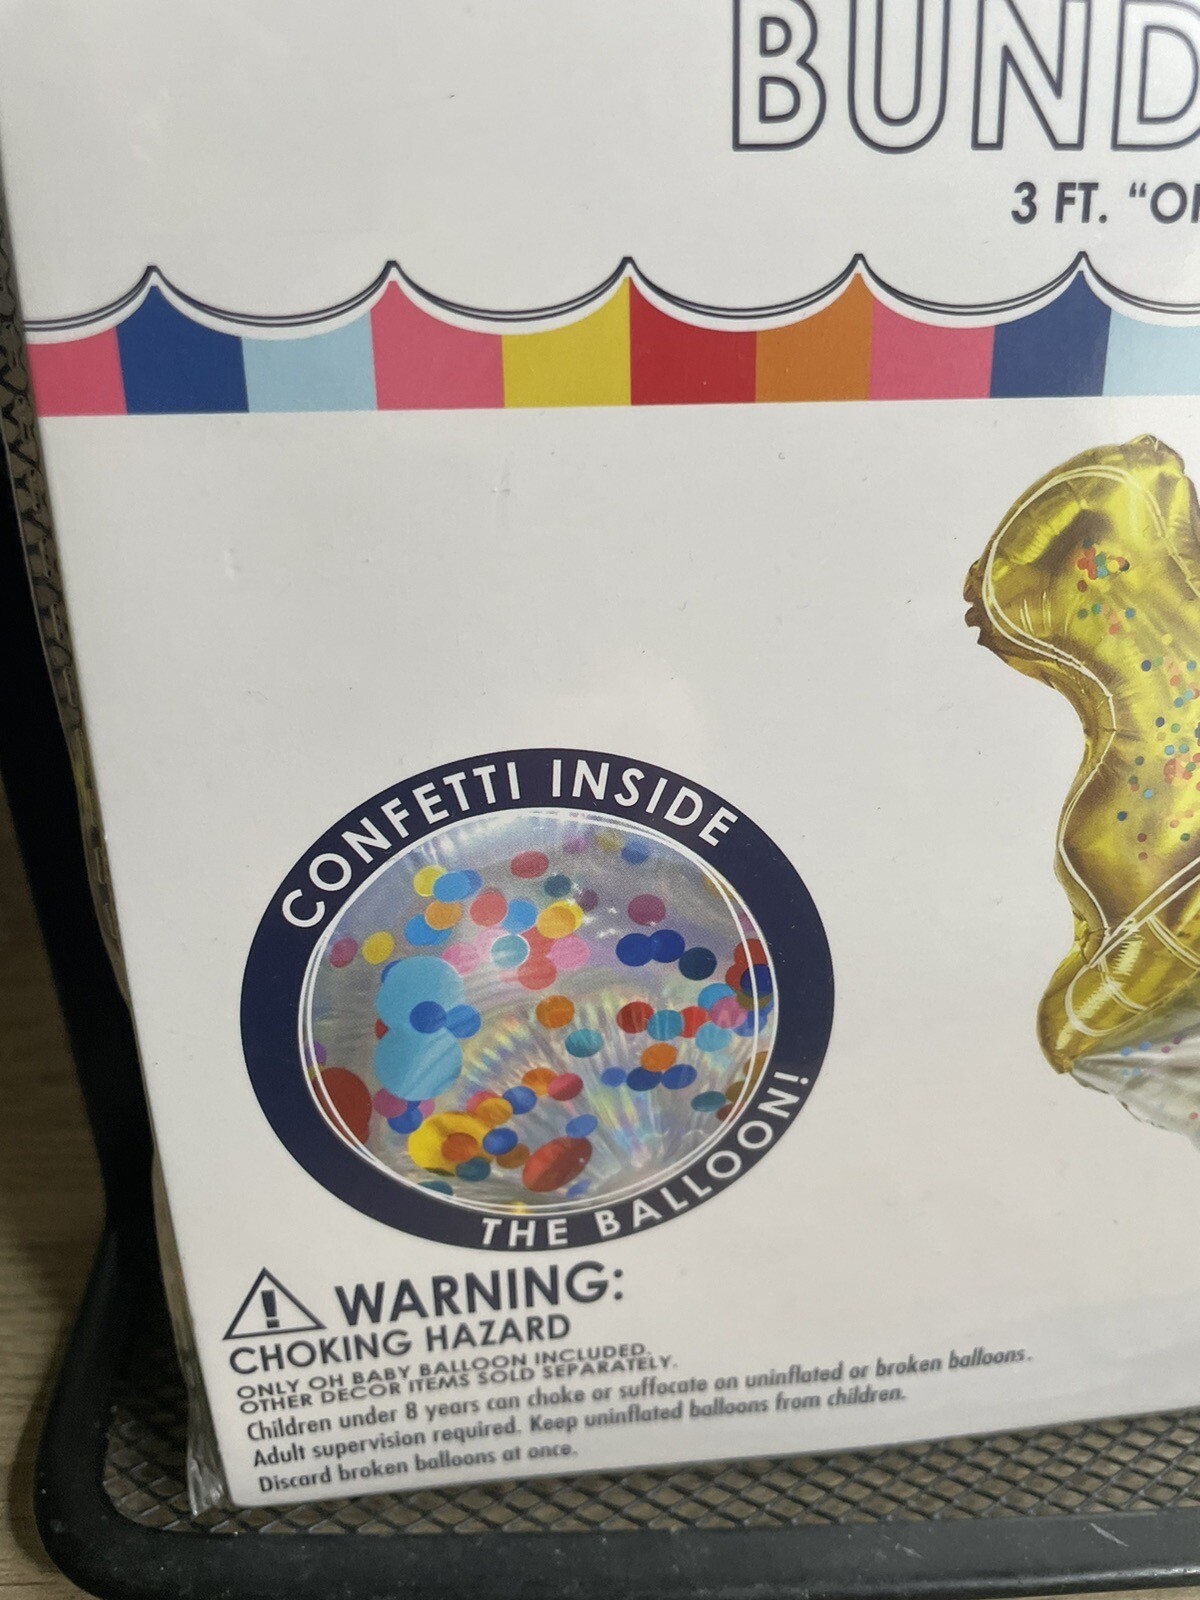 BUND
3 FT. “O
CONFETTI INSIDE
THE BALLOON!
! WARNING:
CHOKING HAZARD
ONLY OH BABY BALLOON INCLUDED.
OTHER DECOR ITEMS SOLD SEPARATELY.
Children under 8 years can choke or suffocate on uninflated or broken balloons.
Adult supervision required. Keep uninflated balloons from children.
Discard broken balloons at once.